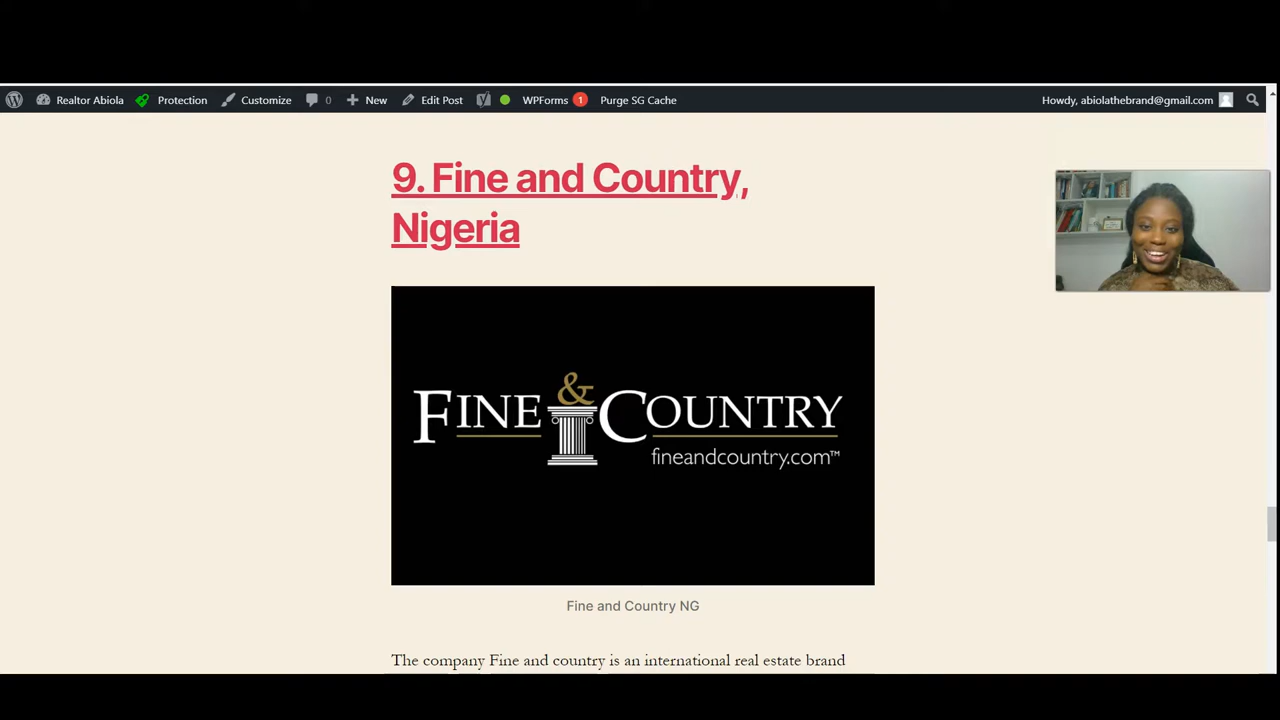 Realtor Abiola Protection Customize 0 New Edit Post WPForms 1 Purge SG Cache Howdy, abiolathebrand@gmail.com
9. Fine and Country,
Nigeria
FINE & COUNTRY
fineandcountry.com™
Fine and Country NG
The company Fine and country is an international real estate brand